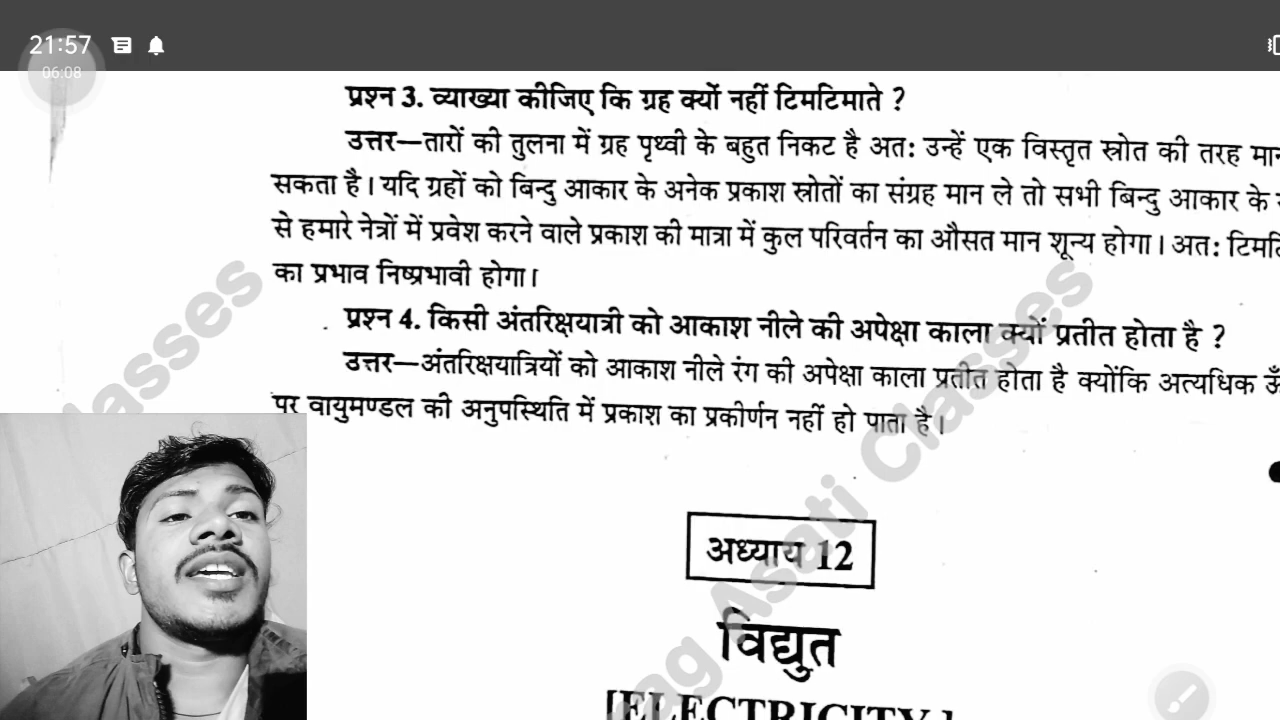 21:57
06:08
प्रश्न 3. व्याख्या कीजिए कि ग्रह क्यों नहीं टिमटिमाते ?
उत्तर—तारों की तुलना में ग्रह पृथ्वी के बहुत निकट है अत: उन्हें एक विस्तृत स्रोत की तरह
सकता है। यदि ग्रहों को बिन्दु आकार के अनेक प्रकाश स्रोतों का संग्रह मान ले तो सभी बिन्दु आकार के
से हमारे नेत्रों में प्रवेश करने वाले प्रकाश की मात्रा में कुल परिवर्तन का औसत मान शून्य होगा। अत:
का प्रभाव निष्प्रभावी होगा।
प्रश्न 4. किसी अंतरिक्षयात्री को आकाश नीले की अपेक्षा काला क्यों प्रतीत होता है ?
उत्तर—अंतरिक्षयात्रियों को आकाश नीले रंग की अपेक्षा काला प्रतीत होता है क्योंकि अत्यधिक
पर वायुमण्डल की अनुपस्थिति में प्रकाश का प्रकीर्णन नहीं हो पाता है।
Asati Classes
अध्याय 12
विद्युत
[ELECTRICITY]